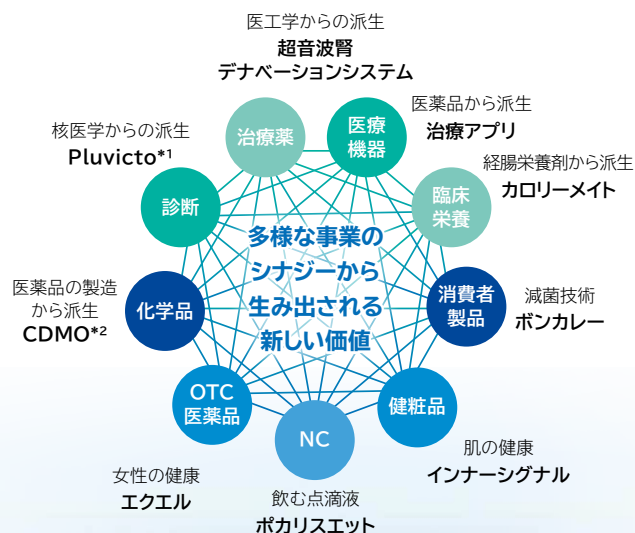 医工学からの派生
超音波腎
デナベーションシステム
治療薬
医療
機器
医薬品から派生
治療アプリ
核医学からの派生
Pluvicto*1
診断
経腸栄養剤から派生
カロリーメイト
臨床
栄養
多様な事業の
シナジーから
生み出される
新しい価値
医薬品の製造
から派生
CDMO*2
化学品
消費者
製品
滅菌技術
ボンカレー
OTC
医薬品
NC
健粧品
肌の健康
インナーシグナル
女性の健康
エクエル
飲む点滴液
ポカリスエット